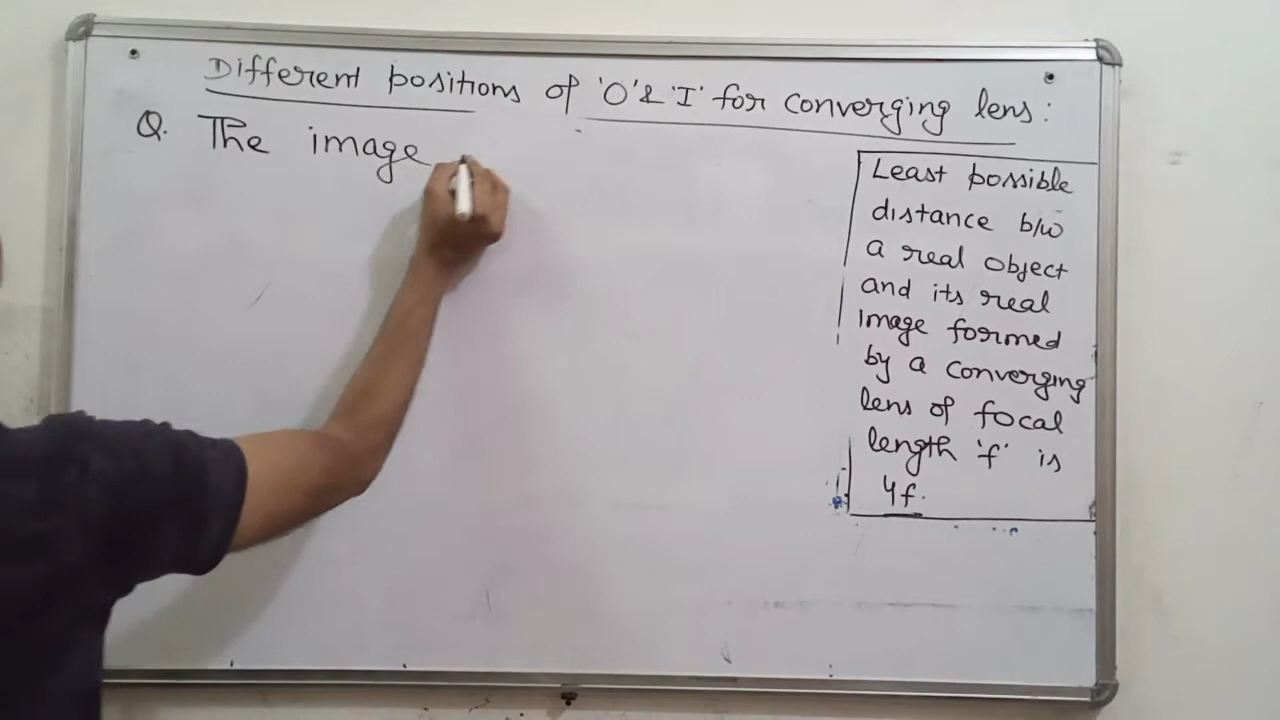 Different positions of 'O' & 'I' for converging lens:
Q. The image
Least possible
distance b/w
a real object
and its real
image formed
by a converging
lens of focal
length 'f' is
4f.